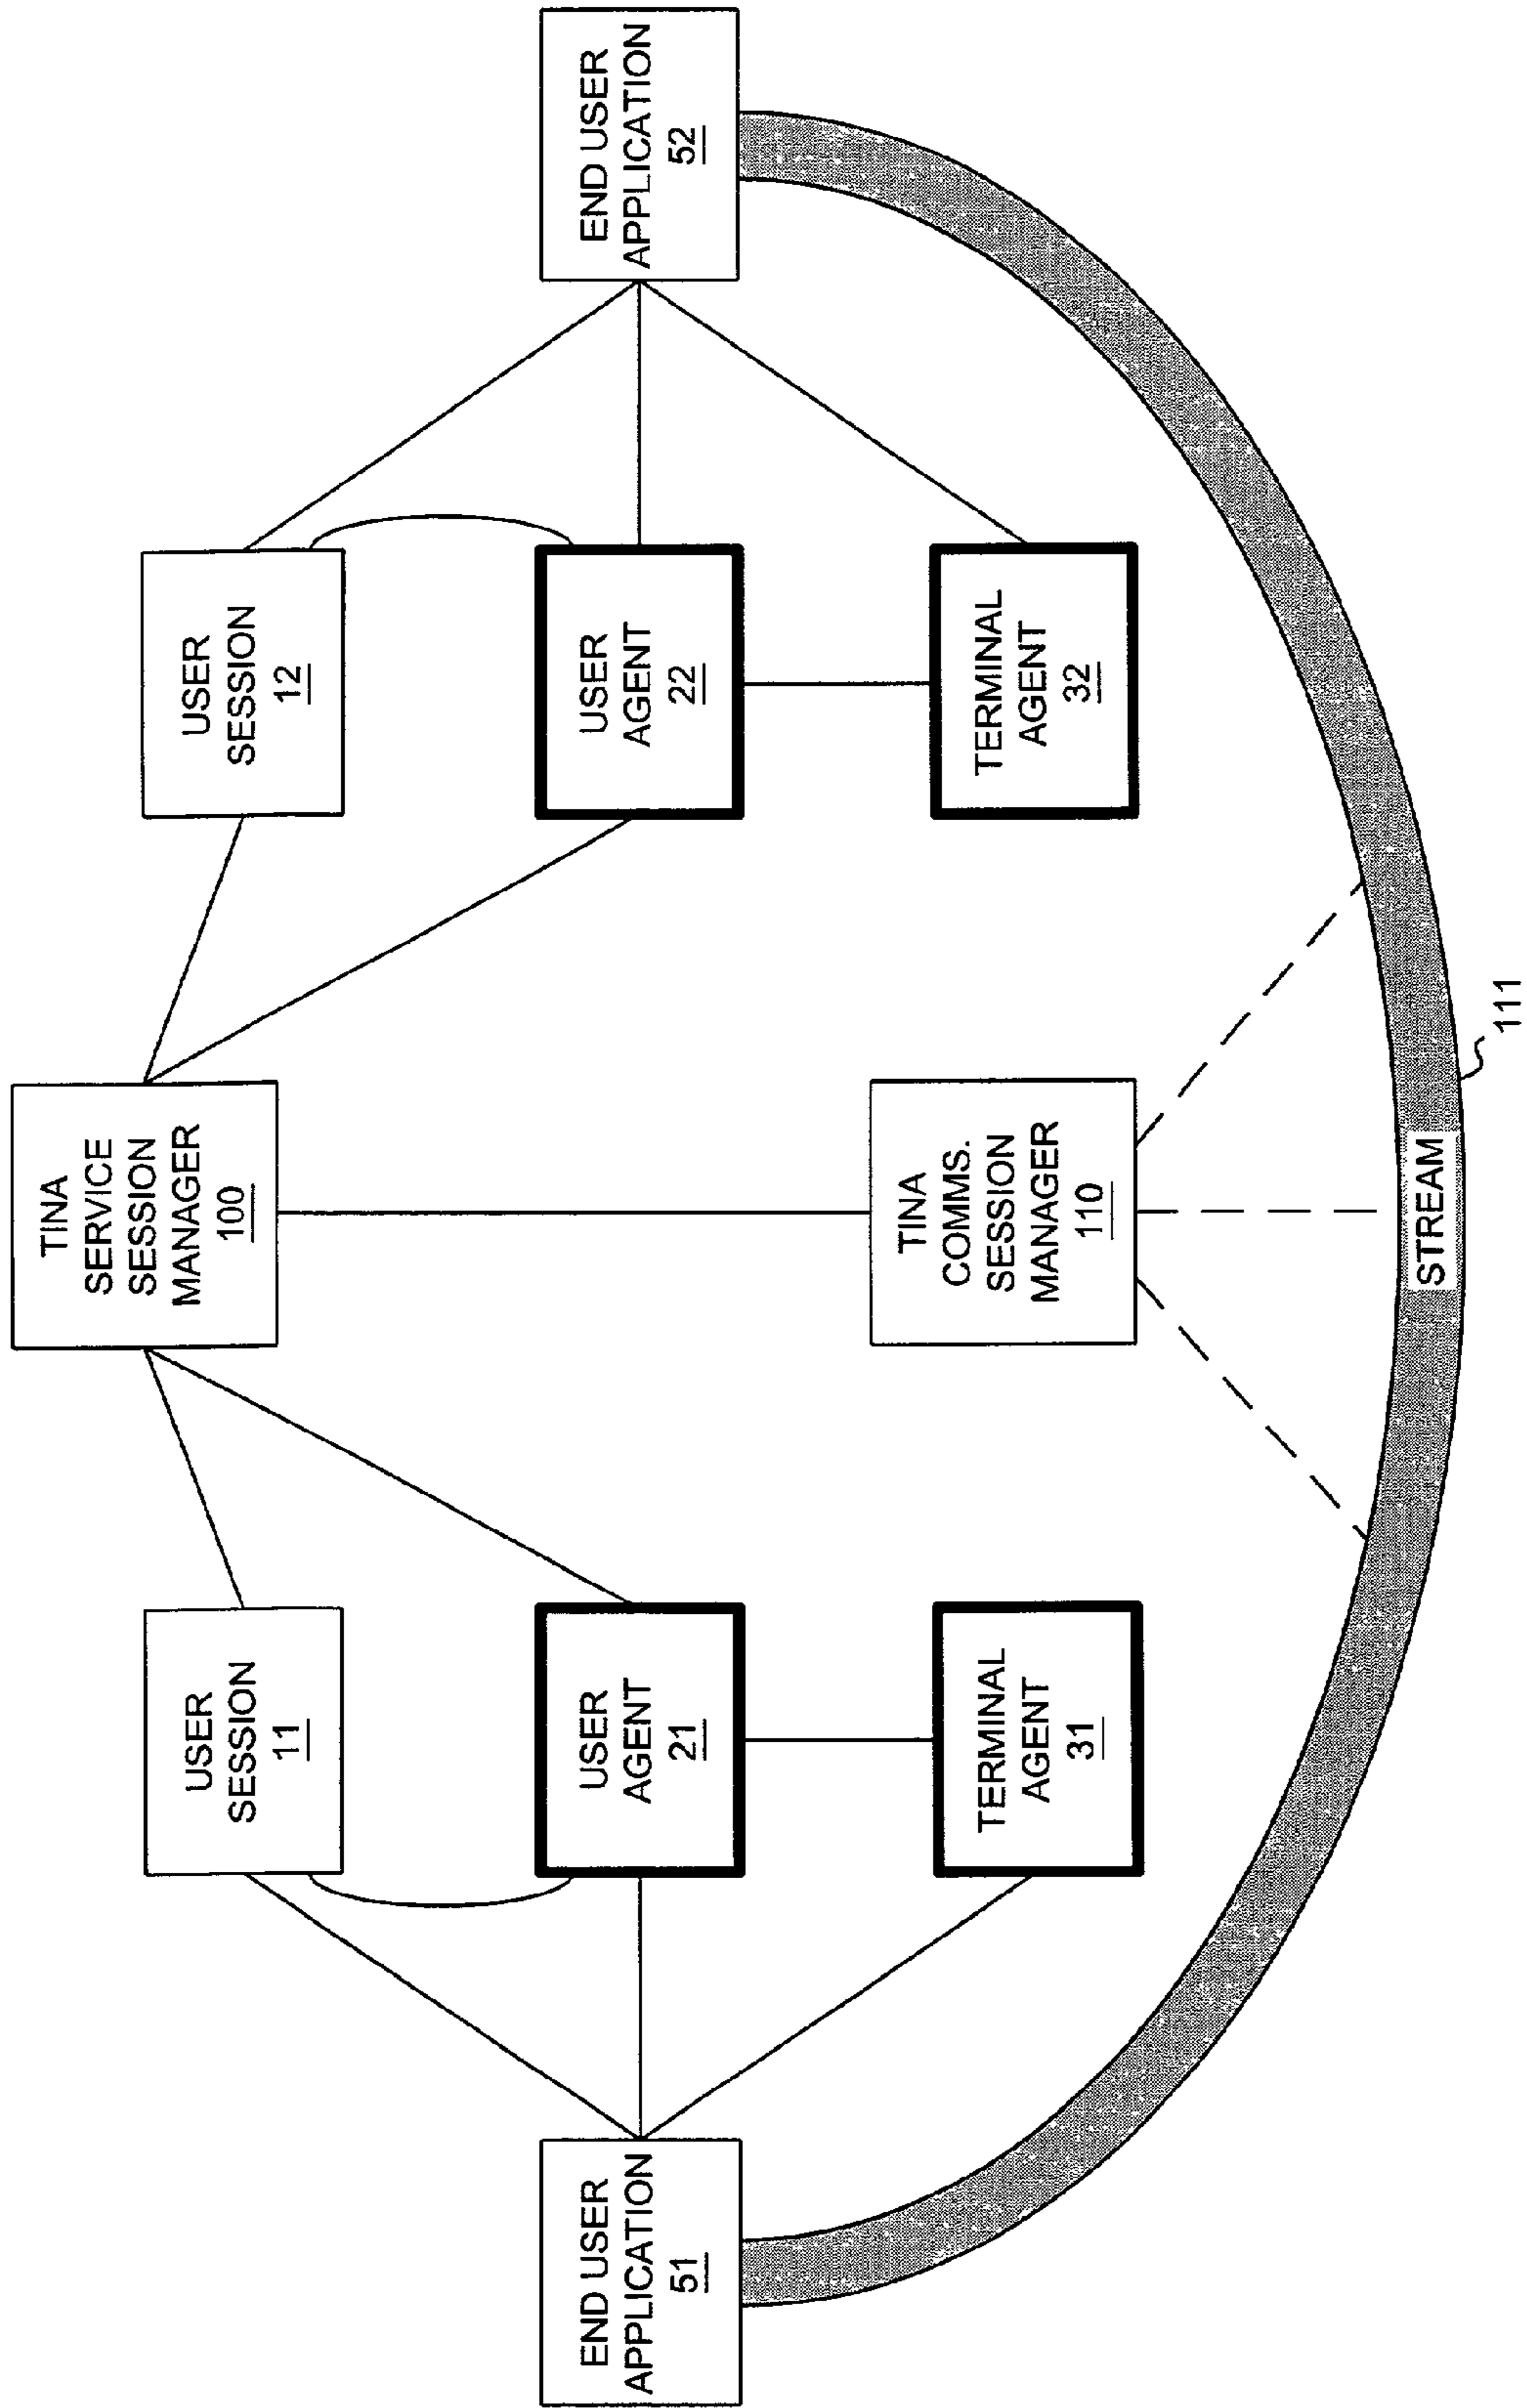 TINA
SERVICE
SESSION
MANAGER
100
USER
SESSION
11
USER
SESSION
12
END USER
APPLICATION
51
USER
AGENT
21
USER
AGENT
22
END USER
APPLICATION
52
TERMINAL
AGENT
31
TINA
COMMS.
SESSION
MANAGER
110
TERMINAL
AGENT
32
STREAM
111